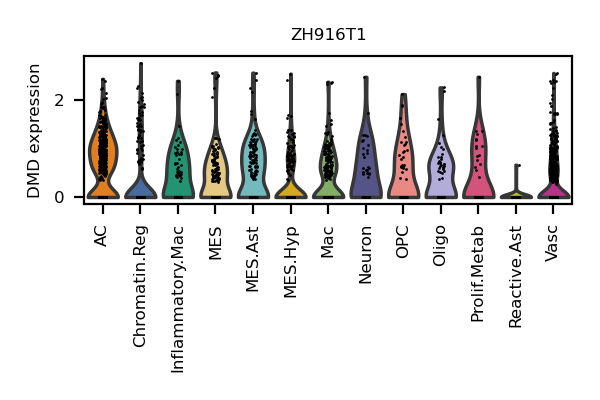 ZH916T1
DMD expression
2
0
AC
Chromatin.Reg
Inflammatory.Mac
MES
MES.Ast
MES.Hyp
Mac
Neuron
OPC
Oligo
Prolif.Metab
Reactive.Ast
Vasc